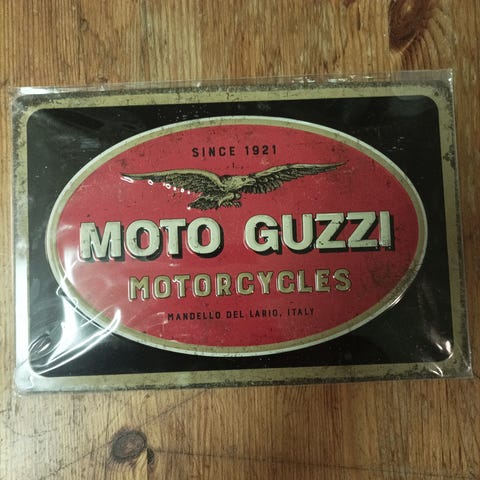 SINCE 1921
MOTO GUZZI
MOTORCYCLES
MANDELLO DEL LARIO, ITALY